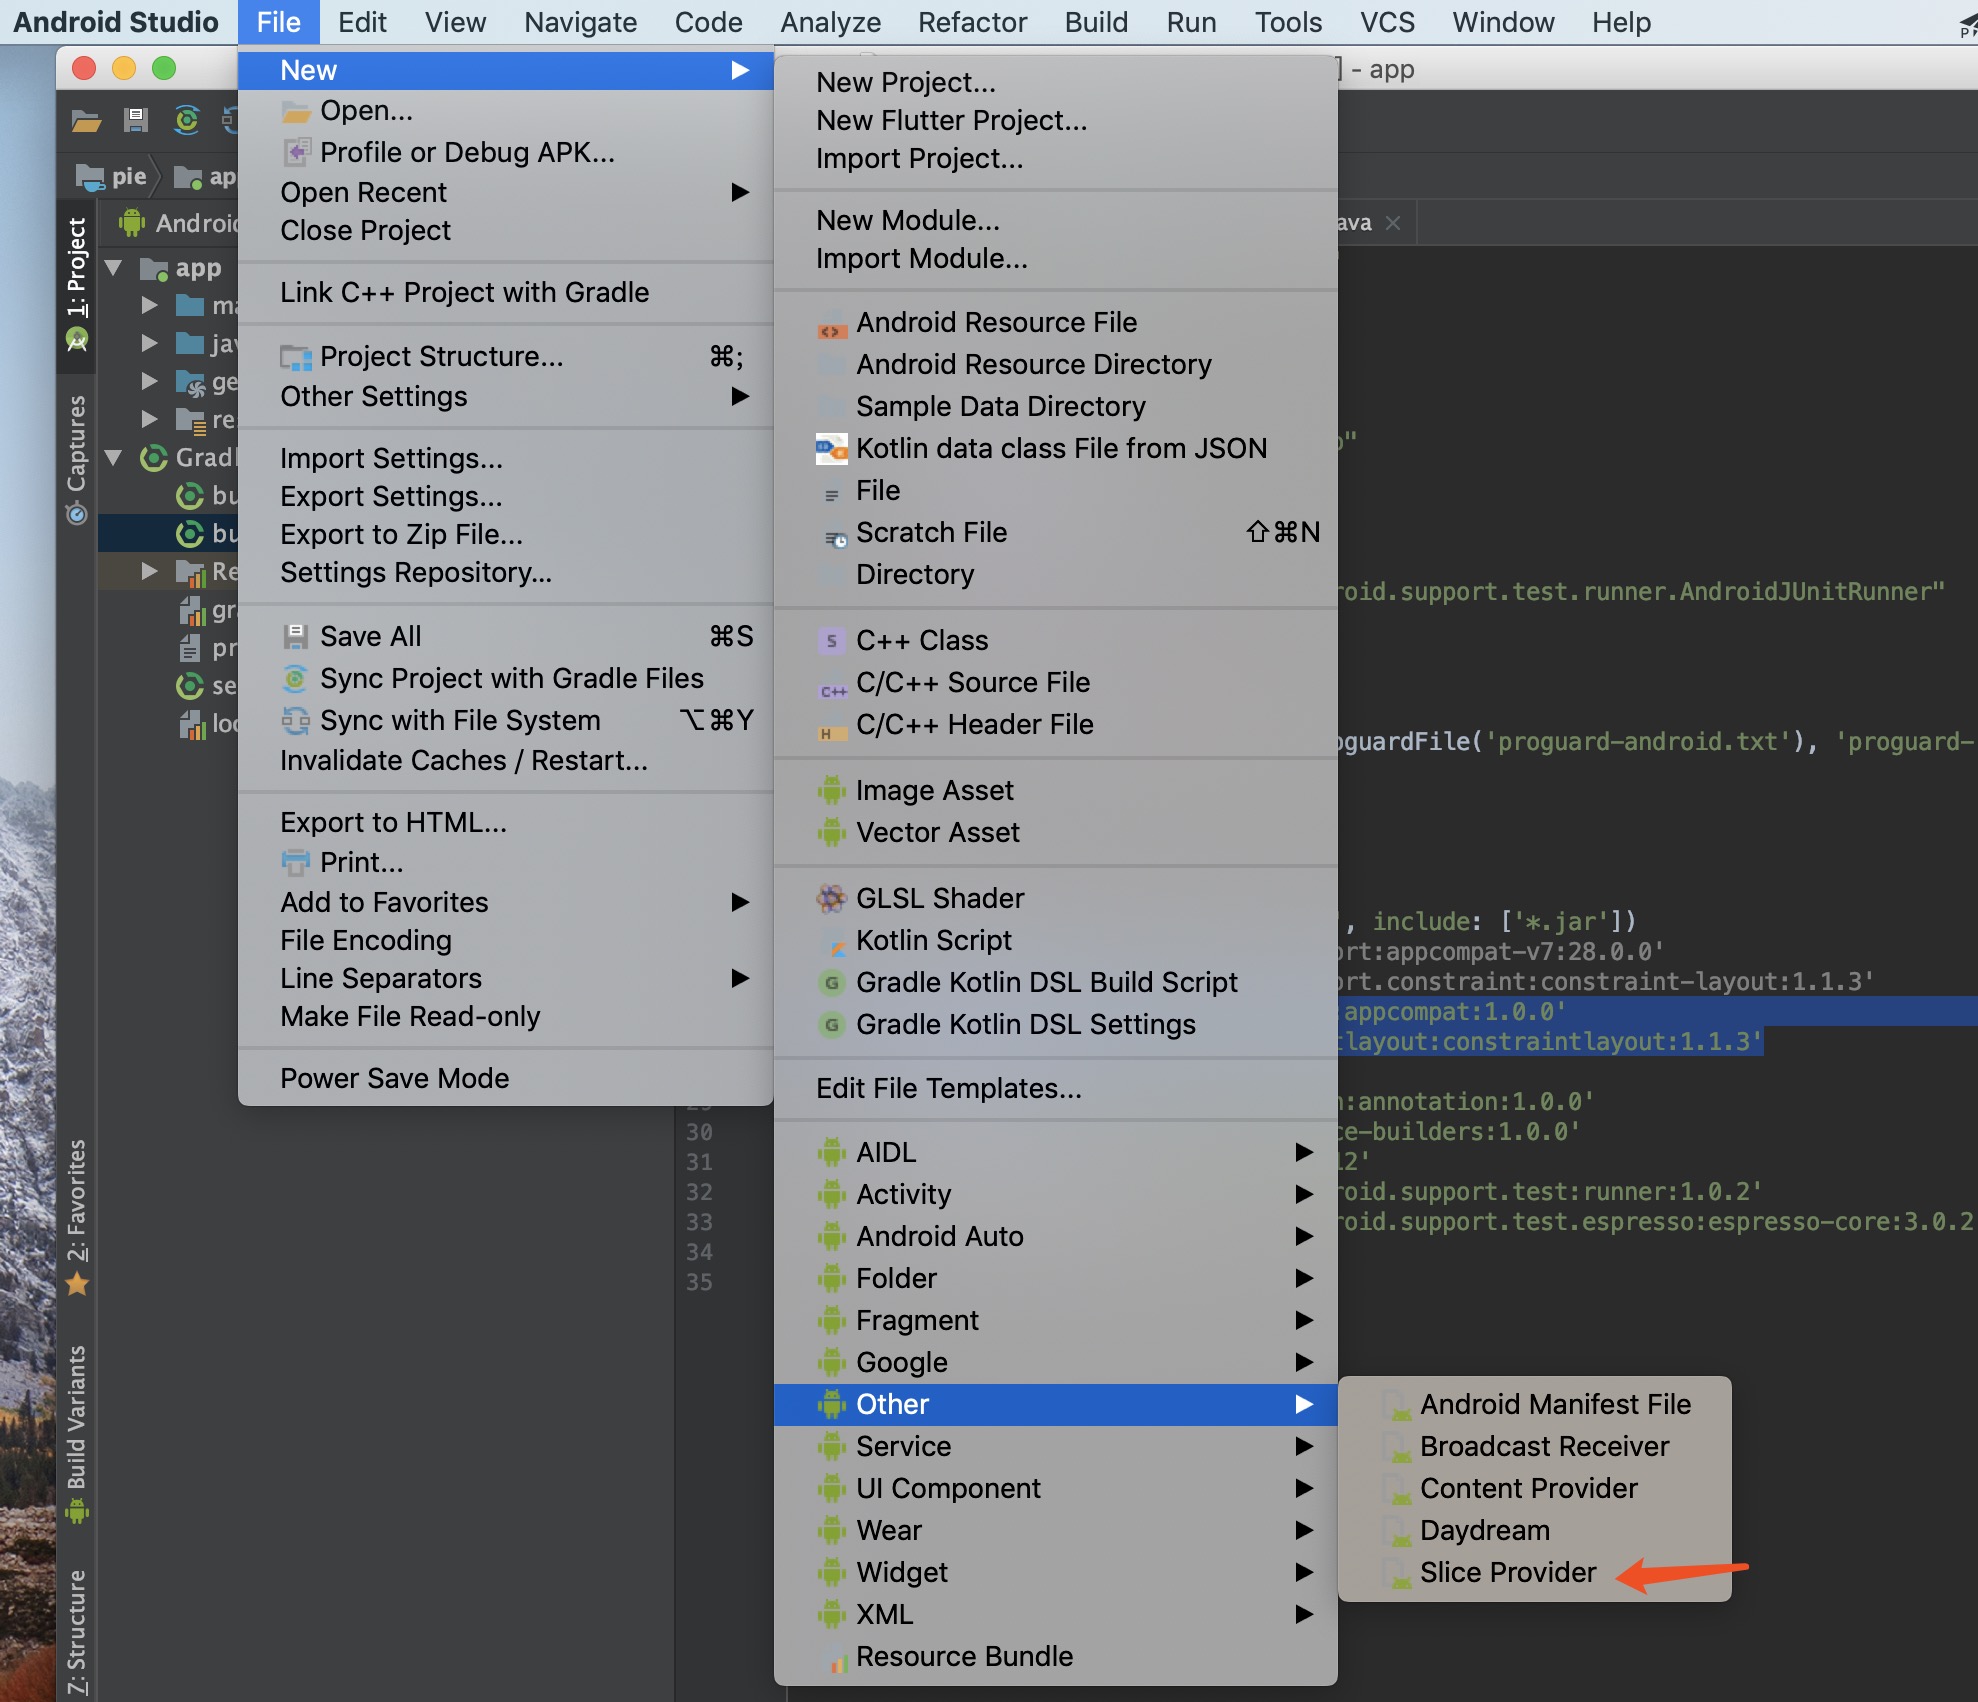 Android Studio File Edit View Navigate Code Analyze Refactor Build Run Tools VCS Window Help
New
Open...
Profile or Debug APK...
Open Recent
Close Project
Link C++ Project with Gradle
Project Structure... ⌘;
Other Settings
Import Settings...
Export Settings...
Export to Zip File...
Settings Repository...
Save All ⌘S
Sync Project with Gradle Files
Sync with File System ⌥⌘Y
Invalidate Caches / Restart...
Export to HTML...
Print...
Add to Favorites
File Encoding
Line Separators
Make File Read-only
Power Save Mode
New Project...
New Flutter Project...
Import Project...
New Module...
Import Module...
Android Resource File
Android Resource Directory
Sample Data Directory
Kotlin data class File from JSON
File
Scratch File ⇧⌘N
Directory
C++ Class
C/C++ Source File
C/C++ Header File
Image Asset
Vector Asset
GLSL Shader
Kotlin Script
Gradle Kotlin DSL Build Script
Gradle Kotlin DSL Settings
Edit File Templates...
AIDL
Activity
Android Auto
Folder
Fragment
Google
Other
Service
UI Component
Wear
Widget
XML
Resource Bundle
Android Manifest File
Broadcast Receiver
Content Provider
Daydream
Slice Provider
] - app
pie
ap
Android
app
ma
jav
ge
re
Gradl
bu
bu
Re
gr
pr
se
loc
1: Project
Captures
2: Favorites
Build Variants
7: Structure
ava
roid.support.test.runner.AndroidJUnitRunner"
oguardFile('proguard-android.txt'), 'proguard-
', include: ['*.jar'])
ort:appcompat-v7:28.0.0'
ort.constraint:constraint-layout:1.1.3'
:appcompat:1.0.0'
tlayout:constraintlayout:1.1.3'
n:annotation:1.0.0'
ce-builders:1.0.0'
12'
roid.support.test:runner:1.0.2'
roid.support.test.espresso:espresso-core:3.0.2
30
31
32
33
34
35